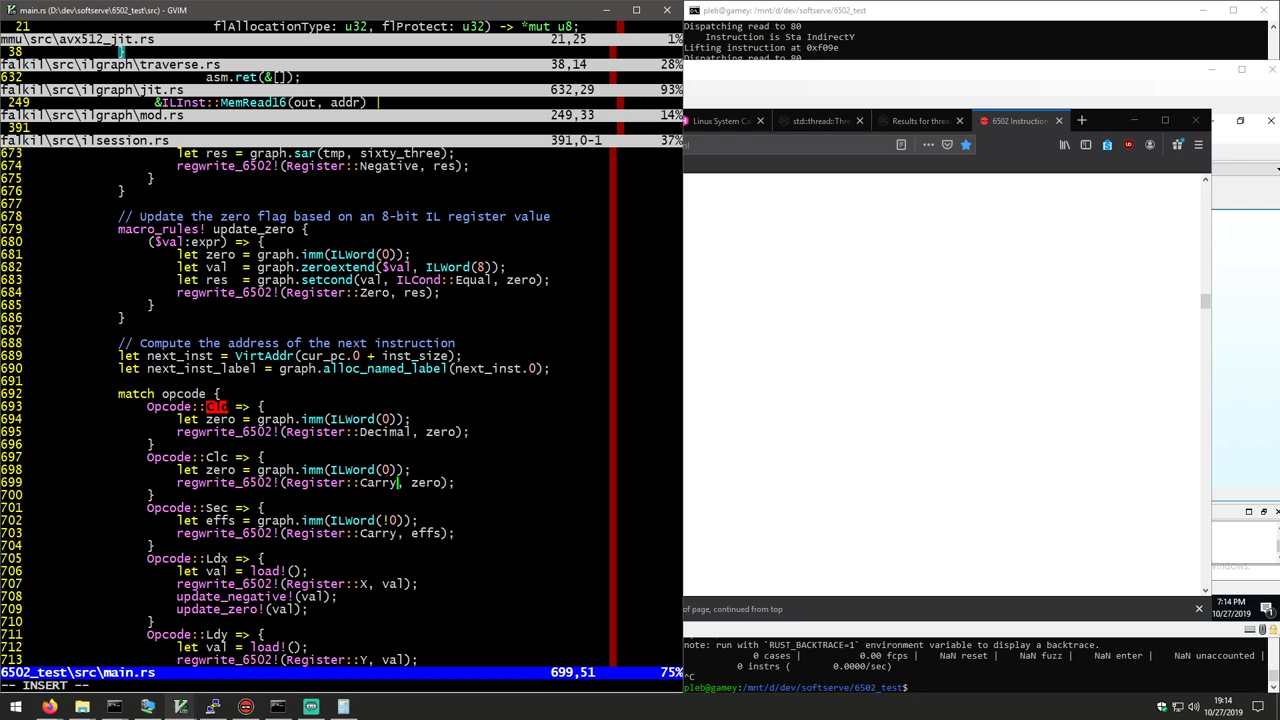 main.rs (D:\dev\softserve\6502_test\src) - GVIM
21 flAllocationType: u32, flProtect: u32) -> *mut u8;
mmu\src\avx512_jit.rs 21,25 1%
38 }
falkil\src\ilgraph\traverse.rs 38,14 28%
632 asm.ret(&[]);
falkil\src\ilgraph\jit.rs 632,29 93%
249 &ILInst::MemRead16(out, addr) |
falkil\src\ilgraph\mod.rs 249,33 14%
391
falkil\src\ilsession.rs 391,0-1 37%
673 let res = graph.sar(tmp, sixty_three);
674 regwrite_6502!(Register::Negative, res);
675 }
676 }
677
678 // Update the zero flag based on an 8-bit IL register value
679 macro_rules! update_zero {
680 ($val:expr) => {
681 let zero = graph.imm(ILWord(0));
682 let val = graph.zeroextend($val, ILWord(8));
683 let res = graph.setcond(val, ILCond::Equal, zero);
684 regwrite_6502!(Register::Zero, res);
685 }
686 }
687
688 // Compute the address of the next instruction
689 let next_inst = VirtAddr(cur_pc.0 + inst_size);
690 let next_inst_label = graph.alloc_named_label(next_inst.0);
691
692 match opcode {
693 Opcode::Cld => {
694 let zero = graph.imm(ILWord(0));
695 regwrite_6502!(Register::Decimal, zero);
696 }
697 Opcode::Clc => {
698 let zero = graph.imm(ILWord(0));
699 regwrite_6502!(Register::Carry, zero);
700 }
701 Opcode::Sec => {
702 let effs = graph.imm(ILWord(!0));
703 regwrite_6502!(Register::Carry, effs);
704 }
705 Opcode::Ldx => {
706 let val = load!();
707 regwrite_6502!(Register::X, val);
708 update_negative!(val);
709 update_zero!(val);
710 }
711 Opcode::Ldy => {
712 let val = load!();
713 regwrite_6502!(Register::Y, val);
6502_test\src\main.rs 699,51 75%
-- INSERT --
pleb@gamey: /mnt/d/dev/softserve/6502_test
Dispatching read to 80
Instruction is Sta IndirectY
Lifting instruction at 0xf09e
Dispatching read to 80
Linux System Ca
std::thread::Thre
Results for threa
6502 Instruction
of page, continued from top
7:14 PM
10/27/2019
note: run with `RUST_BACKTRACE=1` environment variable to display a backtrace.
0 cases | 0.00 fcps | NaN reset | NaN fuzz | NaN enter | NaN unaccounted |
0 instrs ( 0.0000/sec)
^C
pleb@gamey:/mnt/d/dev/softserve/6502_test$
19:14
10/27/2019